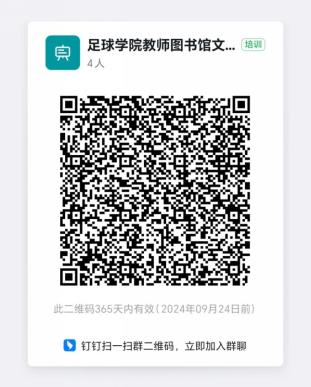 足球学院教师图书馆文... 培训
4人
此二维码365天内有效(2024年09月24日前)
钉钉扫一扫群二维码，立即加入群聊